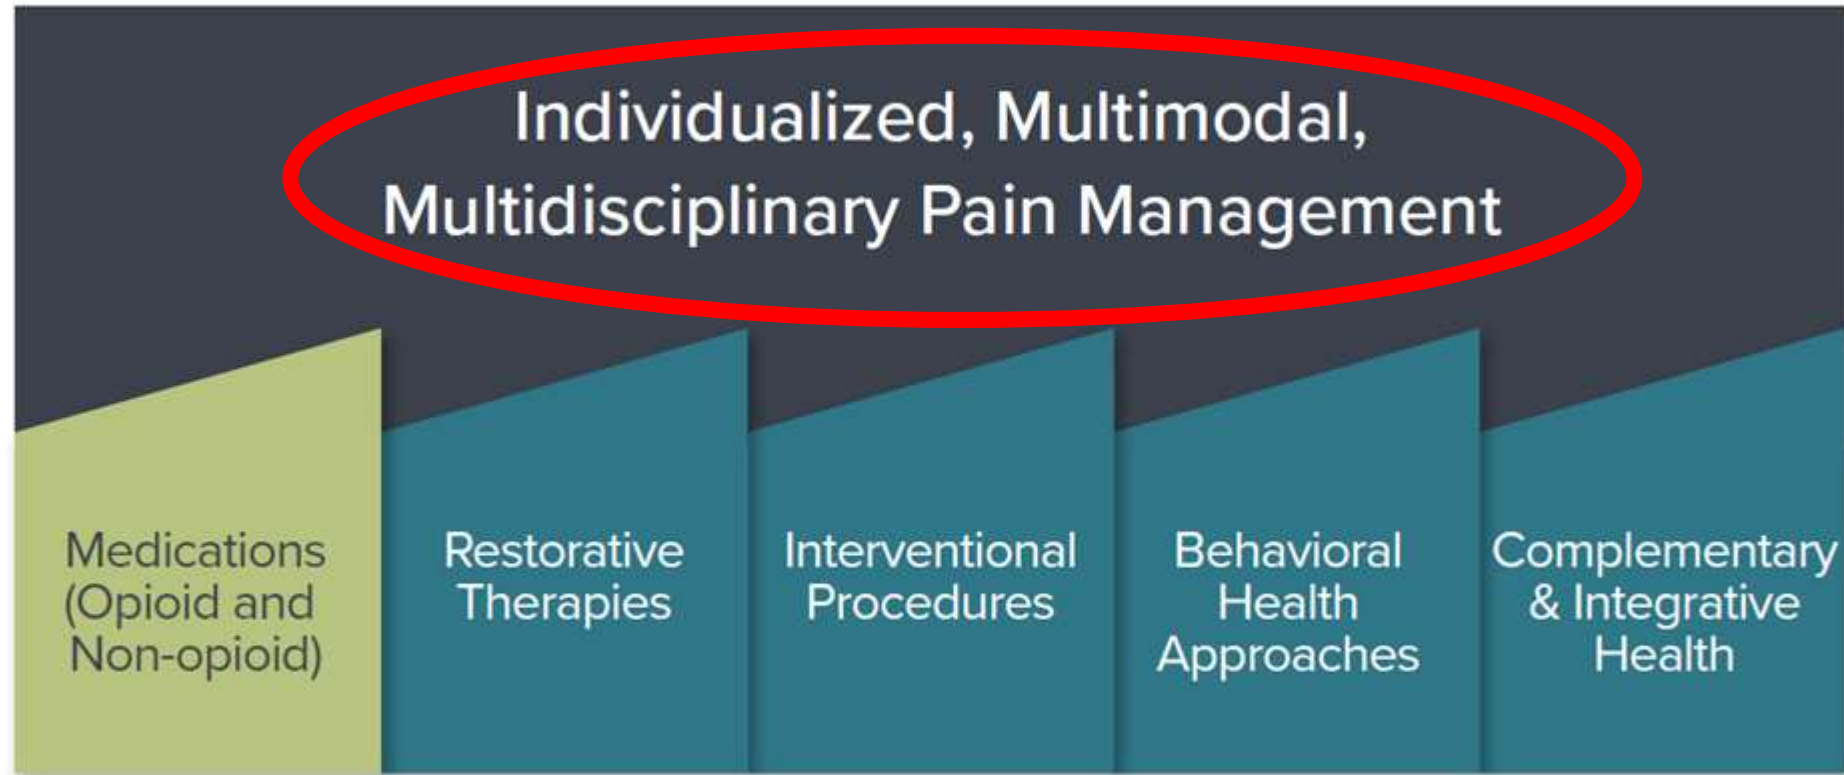 Individualized, Multimodal,
Multidisciplinary Pain Management
Medications
(Opioid and
Non-opioid)
Restorative
Therapies
Interventional
Procedures
Behavioral
Health
Approaches
Complementary
& Integrative
Health